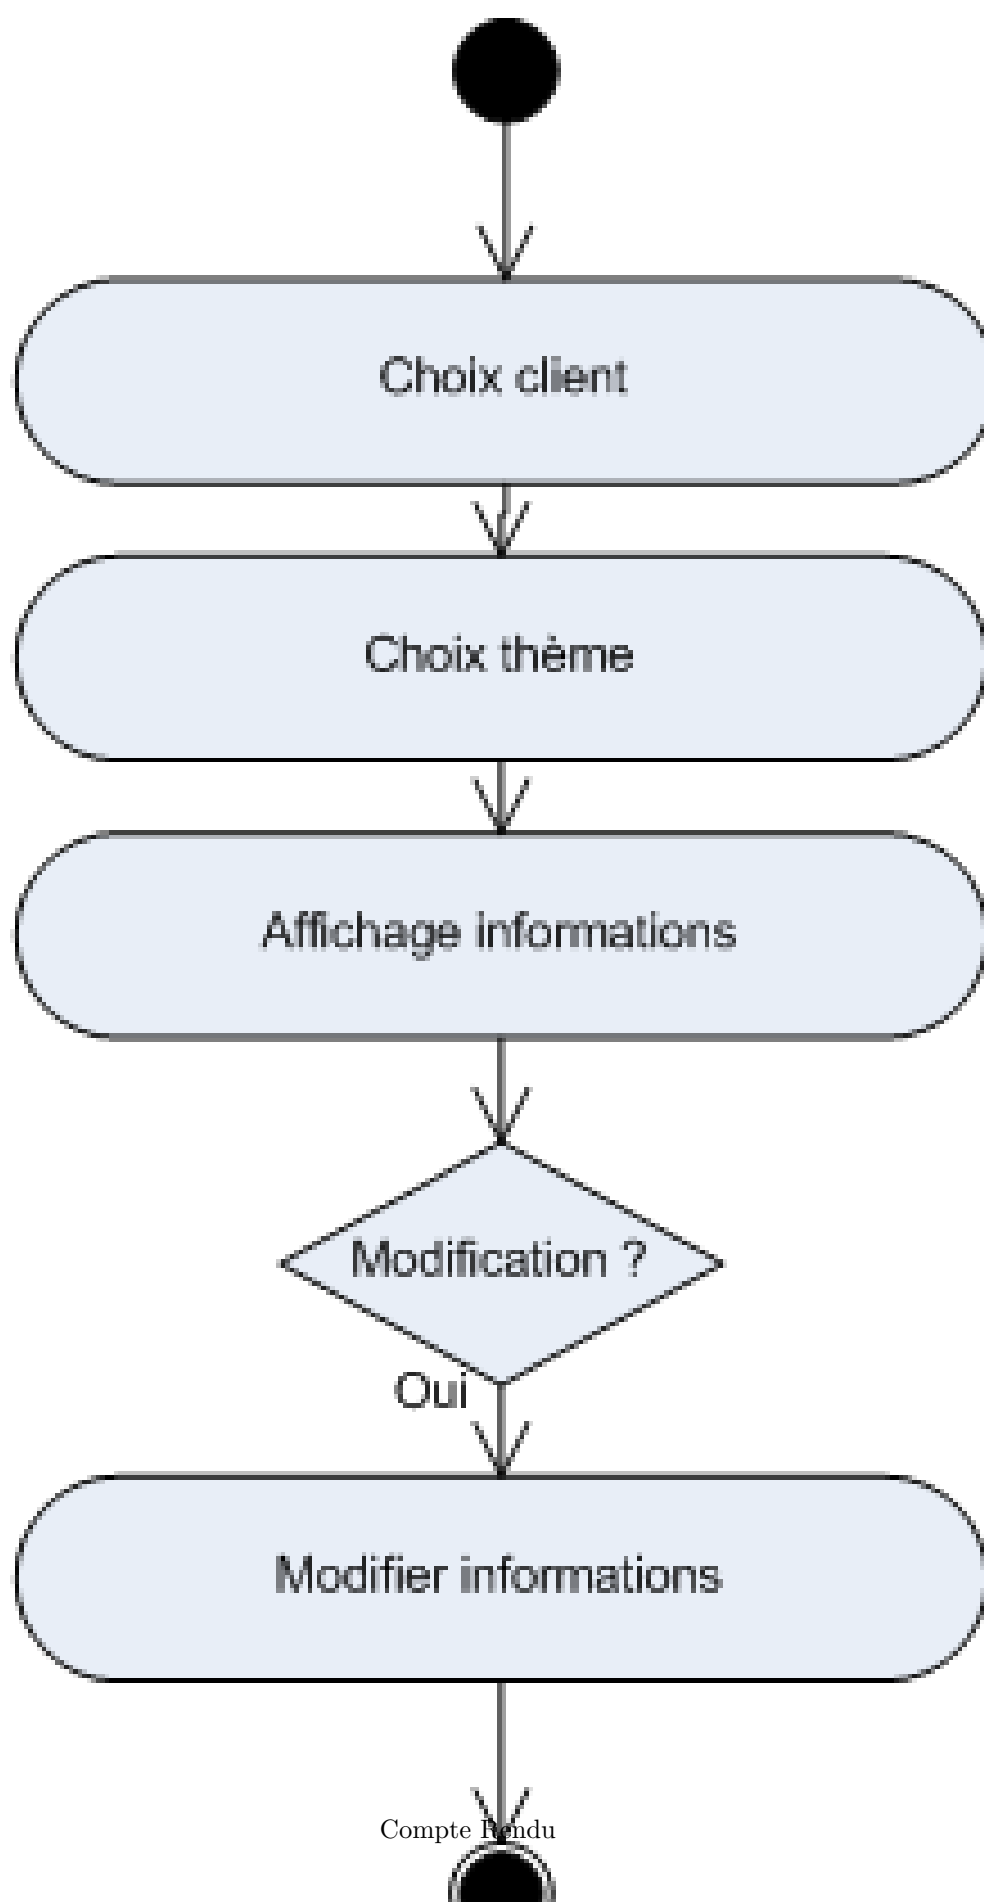 Choix client
Choix thème
Affichage informations
Modification ?
Oui
Modifier informations
Compte Rendu